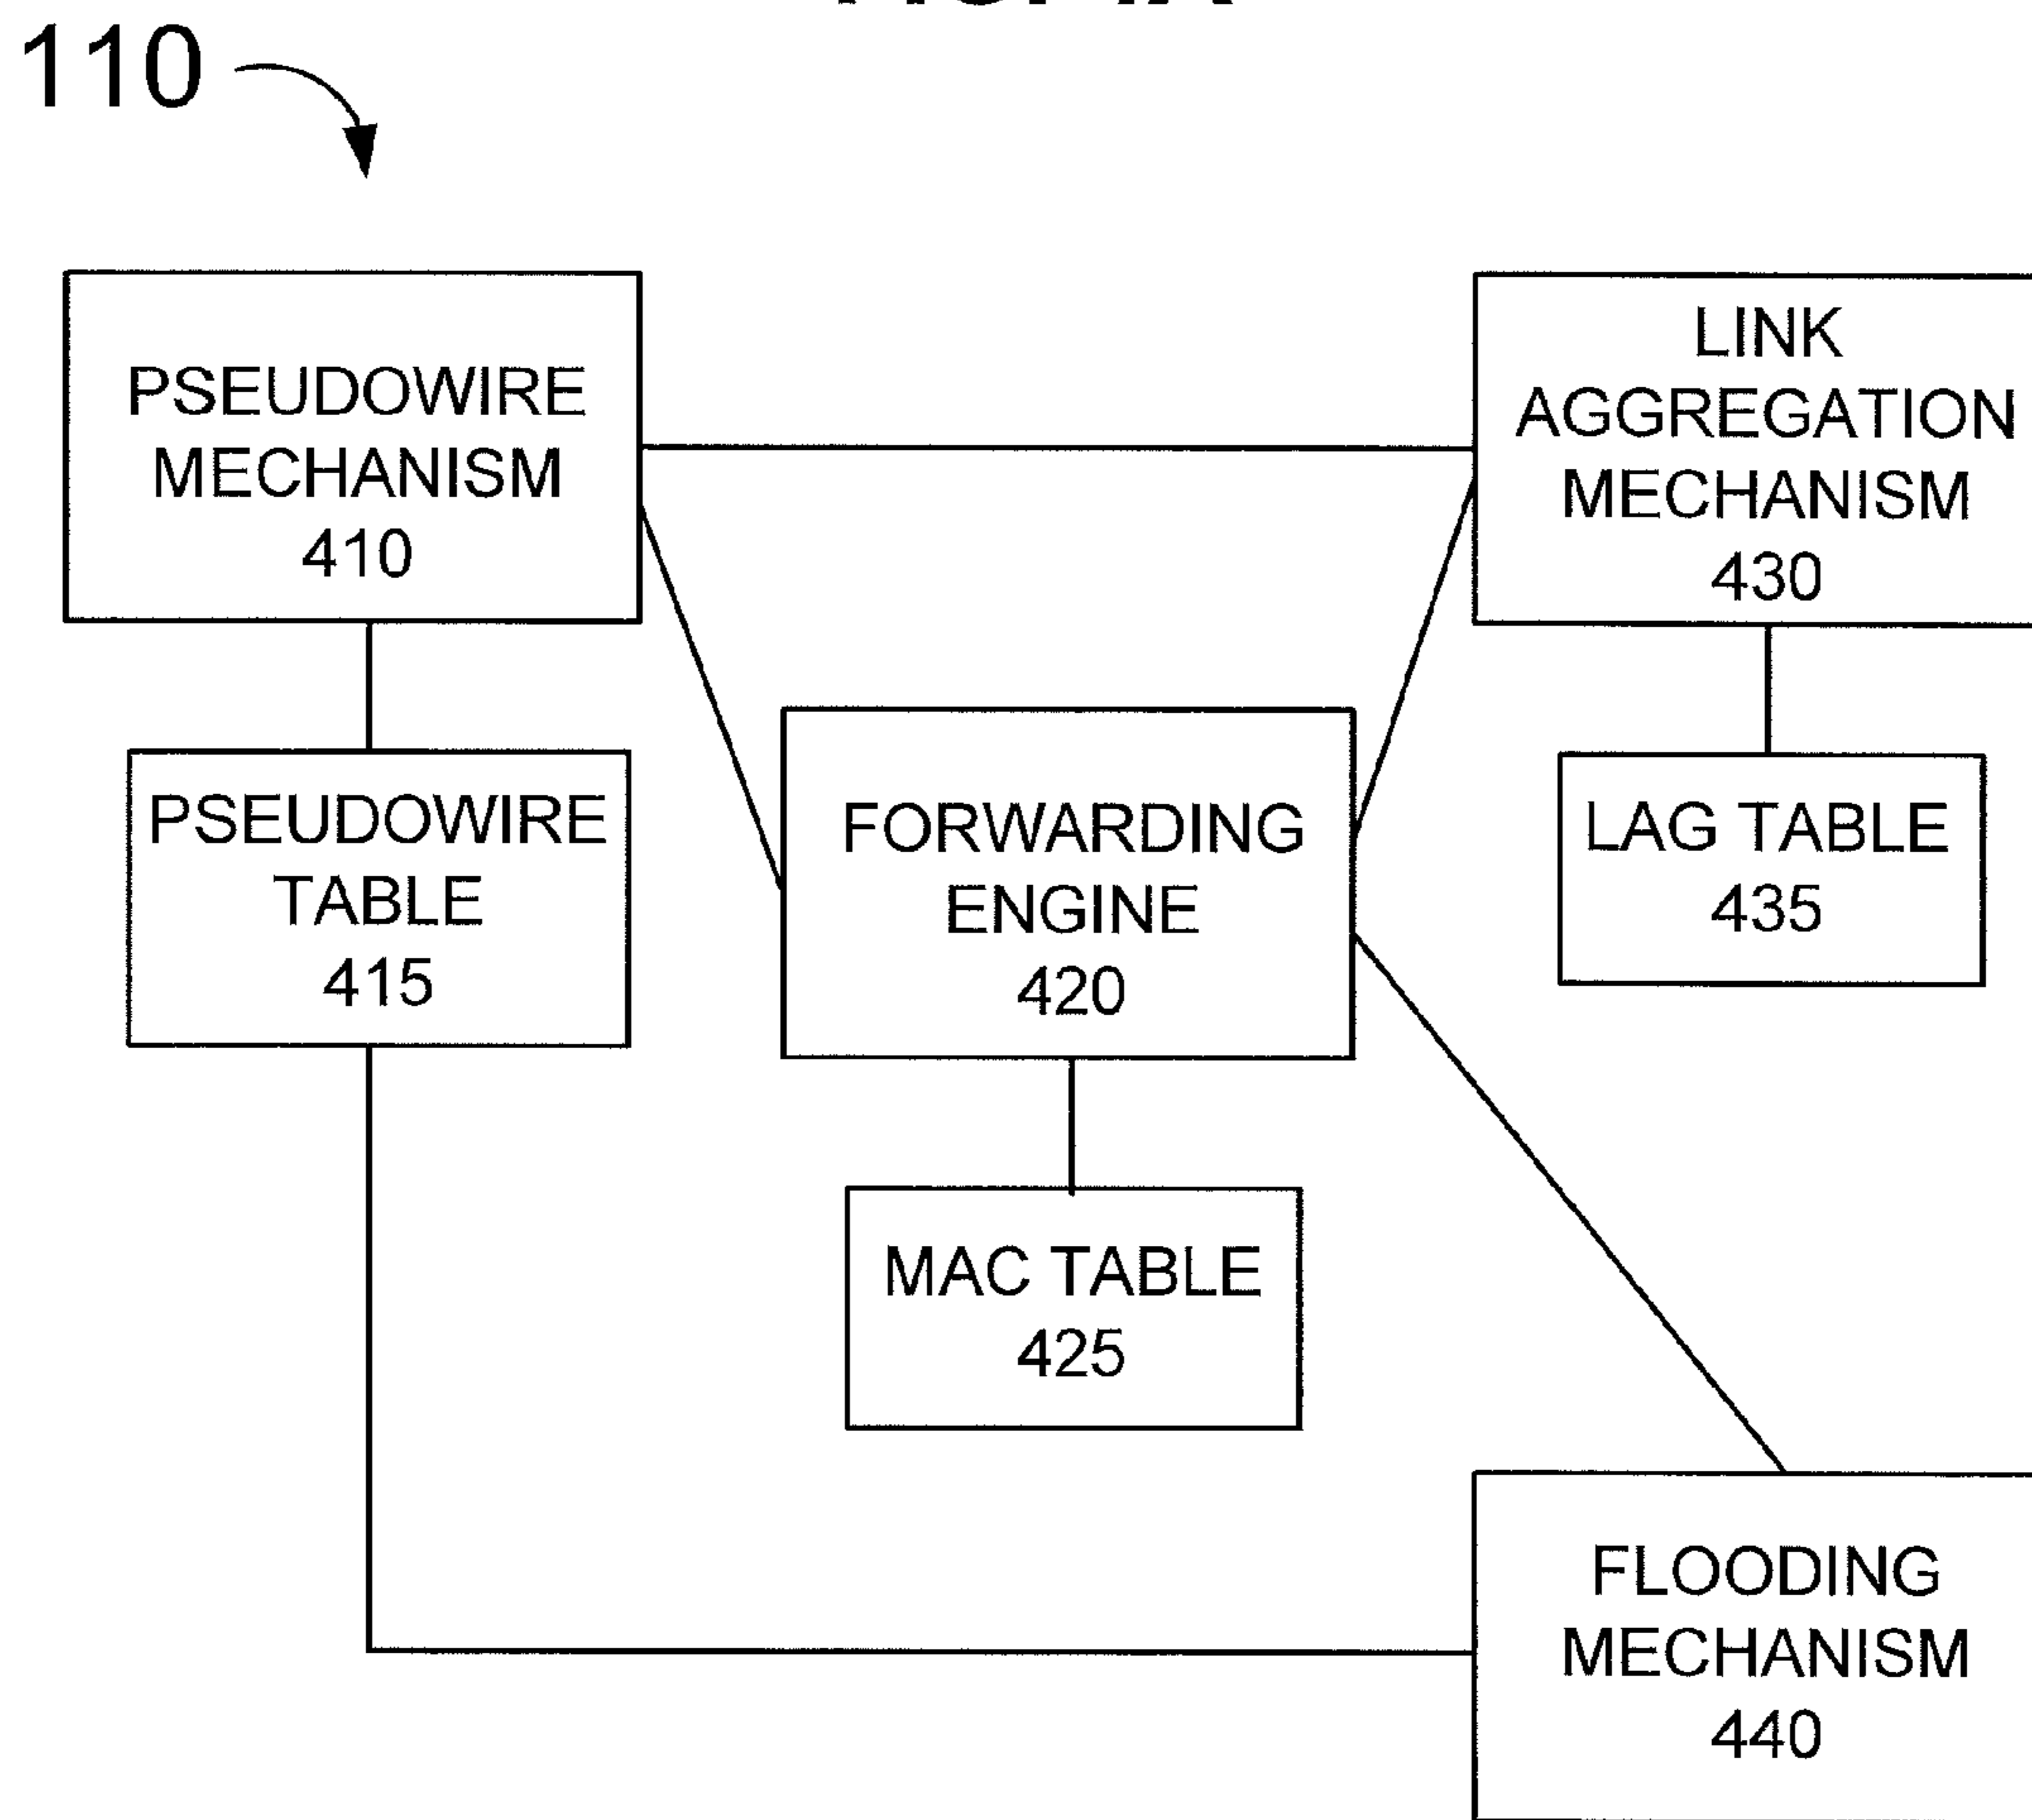 110
PSEUDOWIRE
MECHANISM
410
LINK
AGGREGATION
MECHANISM
430
PSEUDOWIRE
TABLE
415
FORWARDING
ENGINE
420
LAG TABLE
435
MAC TABLE
425
FLOODING
MECHANISM
440